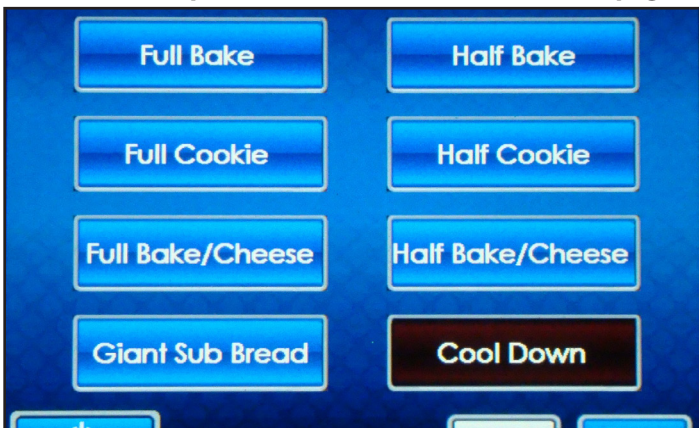 Full Bake
Half Bake
Full Cookie
Half Cookie
Full Bake/Cheese
Half Bake/Cheese
Giant Sub Bread
Cool Down